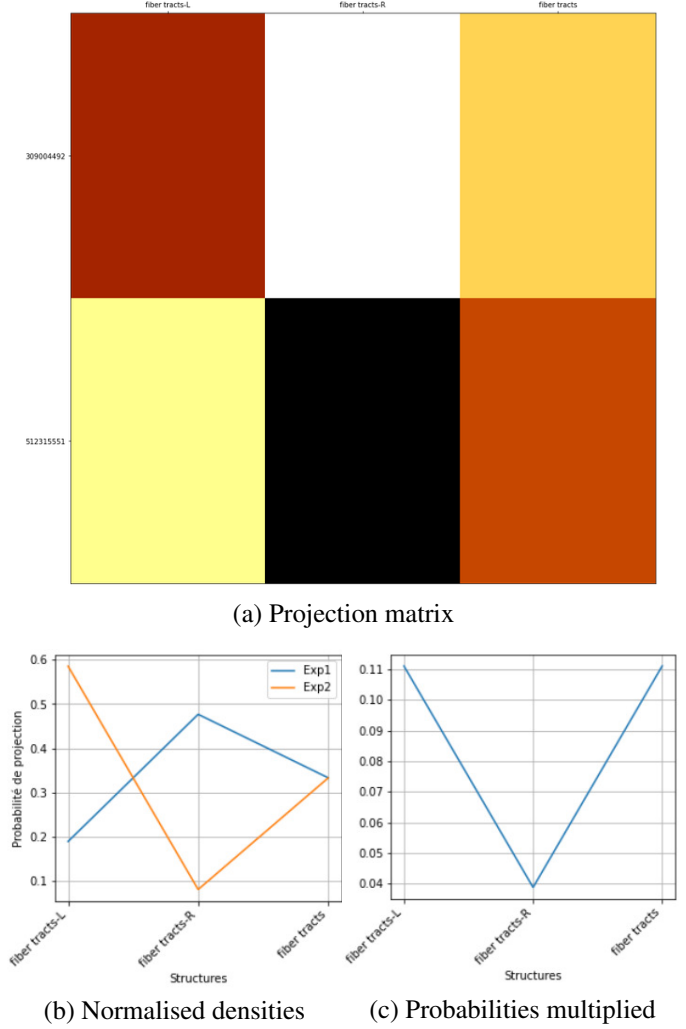 fiber tracts-L fiber tracts-R fiber tracts
309004492
512315551
(a) Projection matrix
0.6
0.5
0.4
0.3
0.2
0.1
Probabilité de projection
Exp1
Exp2
fiber tracts-L
fiber tracts-R
fiber tracts
Structures
(b) Normalised densities
0.11
0.10
0.09
0.08
0.07
0.06
0.05
0.04
fiber tracts-L
fiber tracts-R
fiber tracts
Structures
(c) Probabilities multiplied